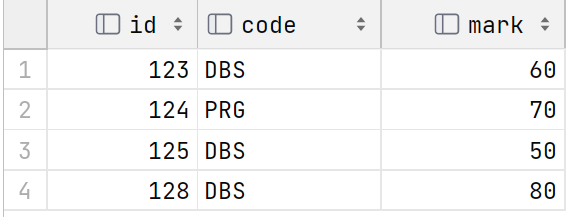 id code mark
1 123 DBS 60
2 124 PRG 70
3 125 DBS 50
4 128 DBS 80